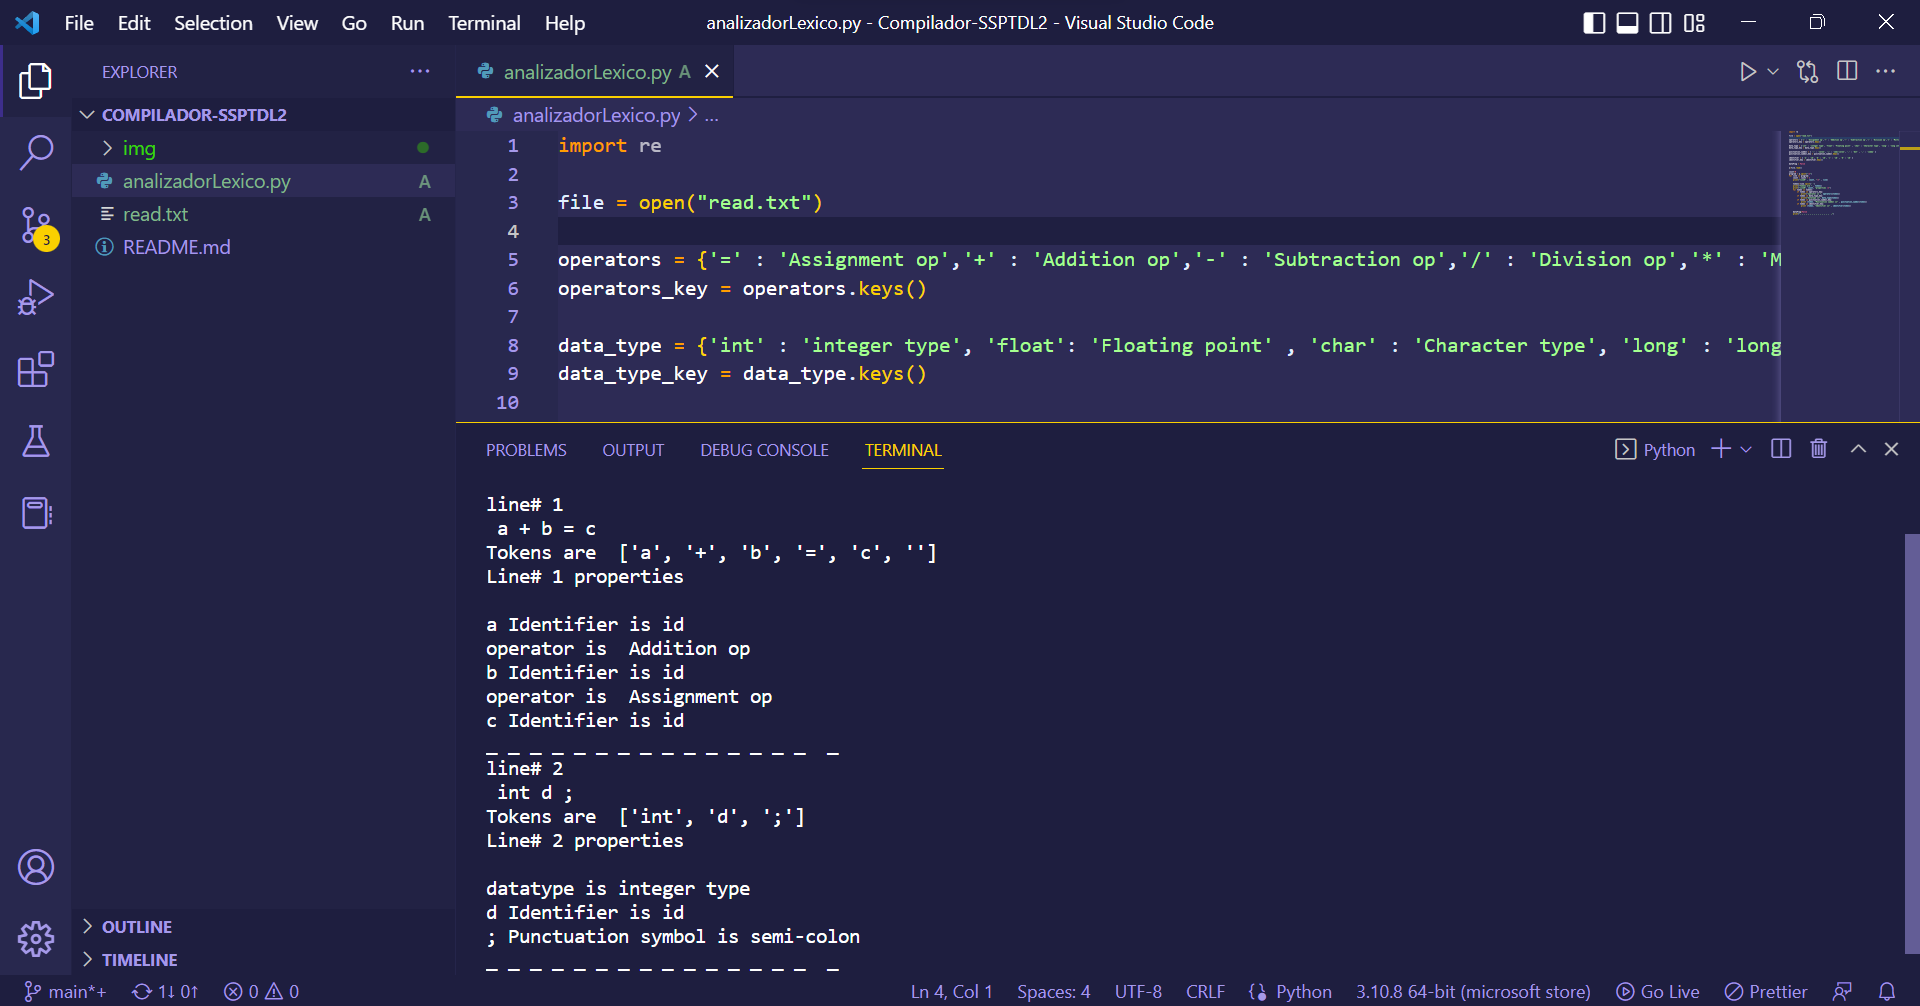 File Edit Selection View Go Run Terminal Help
analizadorLexico.py - Compilador-SSPTDL2 - Visual Studio Code
EXPLORER
COMPILADOR-SSPTDL2
img
analizadorLexico.py A
read.txt A
README.md
3
OUTLINE
TIMELINE
analizadorLexico.py A
analizadorLexico.py > ...
1 import re
2
3 file = open("read.txt")
4
5 operators = {'=' : 'Assignment op','+' : 'Addition op','-' : 'Subtraction op','/' : 'Division op','*' : 'M
6 operators_key = operators.keys()
7
8 data_type = {'int' : 'integer type', 'float': 'Floating point' , 'char' : 'Character type', 'long' : 'long
9 data_type_key = data_type.keys()
10
PROBLEMS OUTPUT DEBUG CONSOLE TERMINAL
Python
line# 1
a + b = c
Tokens are  ['a', '+', 'b', '=', 'c', '']
Line# 1 properties
a Identifier is id
operator is  Addition op
b Identifier is id
operator is  Assignment op
c Identifier is id
_ _ _ _ _ _ _ _ _ _ _ _ _ _ _  _
line# 2
int d ;
Tokens are  ['int', 'd', ';']
Line# 2 properties
datatype is integer type
d Identifier is id
; Punctuation symbol is semi-colon
_ _ _ _ _ _ _ _ _ _ _ _ _ _ _  _
main*+ 1↓ 0↑ 0 0 Ln 4, Col 1 Spaces: 4 UTF-8 CRLF Python 3.10.8 64-bit (microsoft store) Go Live Prettier